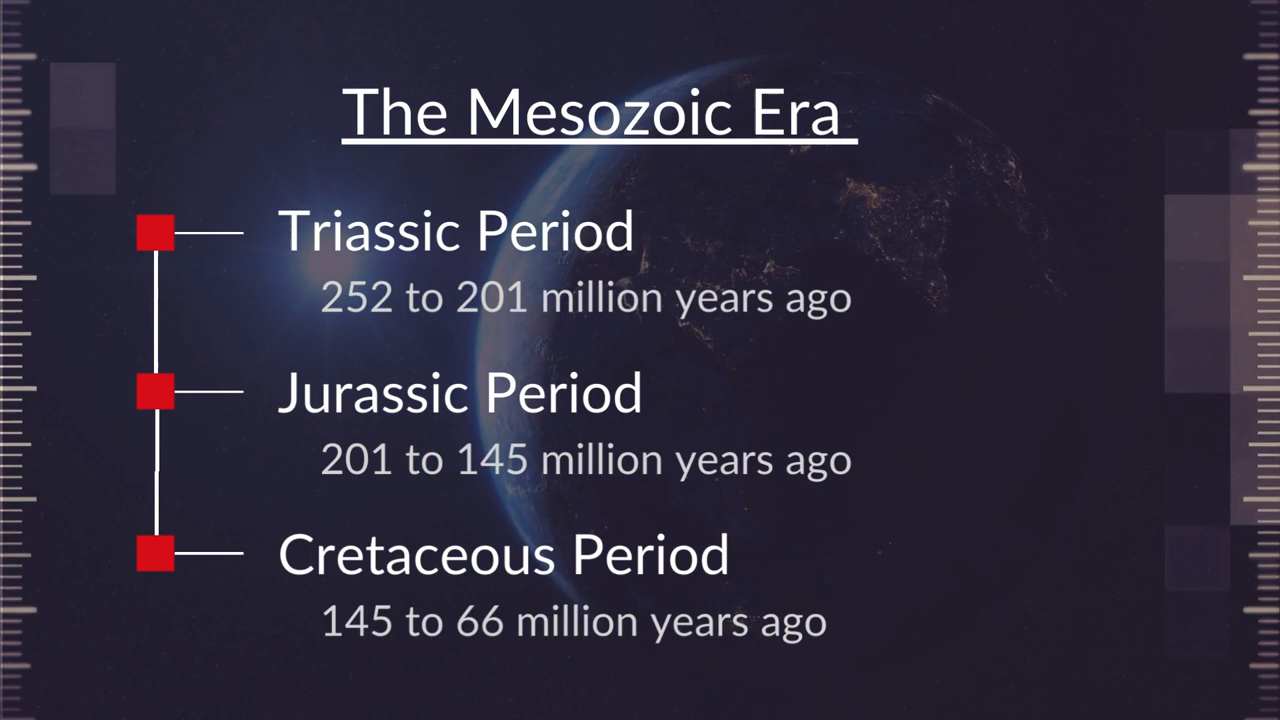 The Mesozoic Era
Triassic Period
252 to 201 million years ago
Jurassic Period
201 to 145 million years ago
Cretaceous Period
145 to 66 million years ago